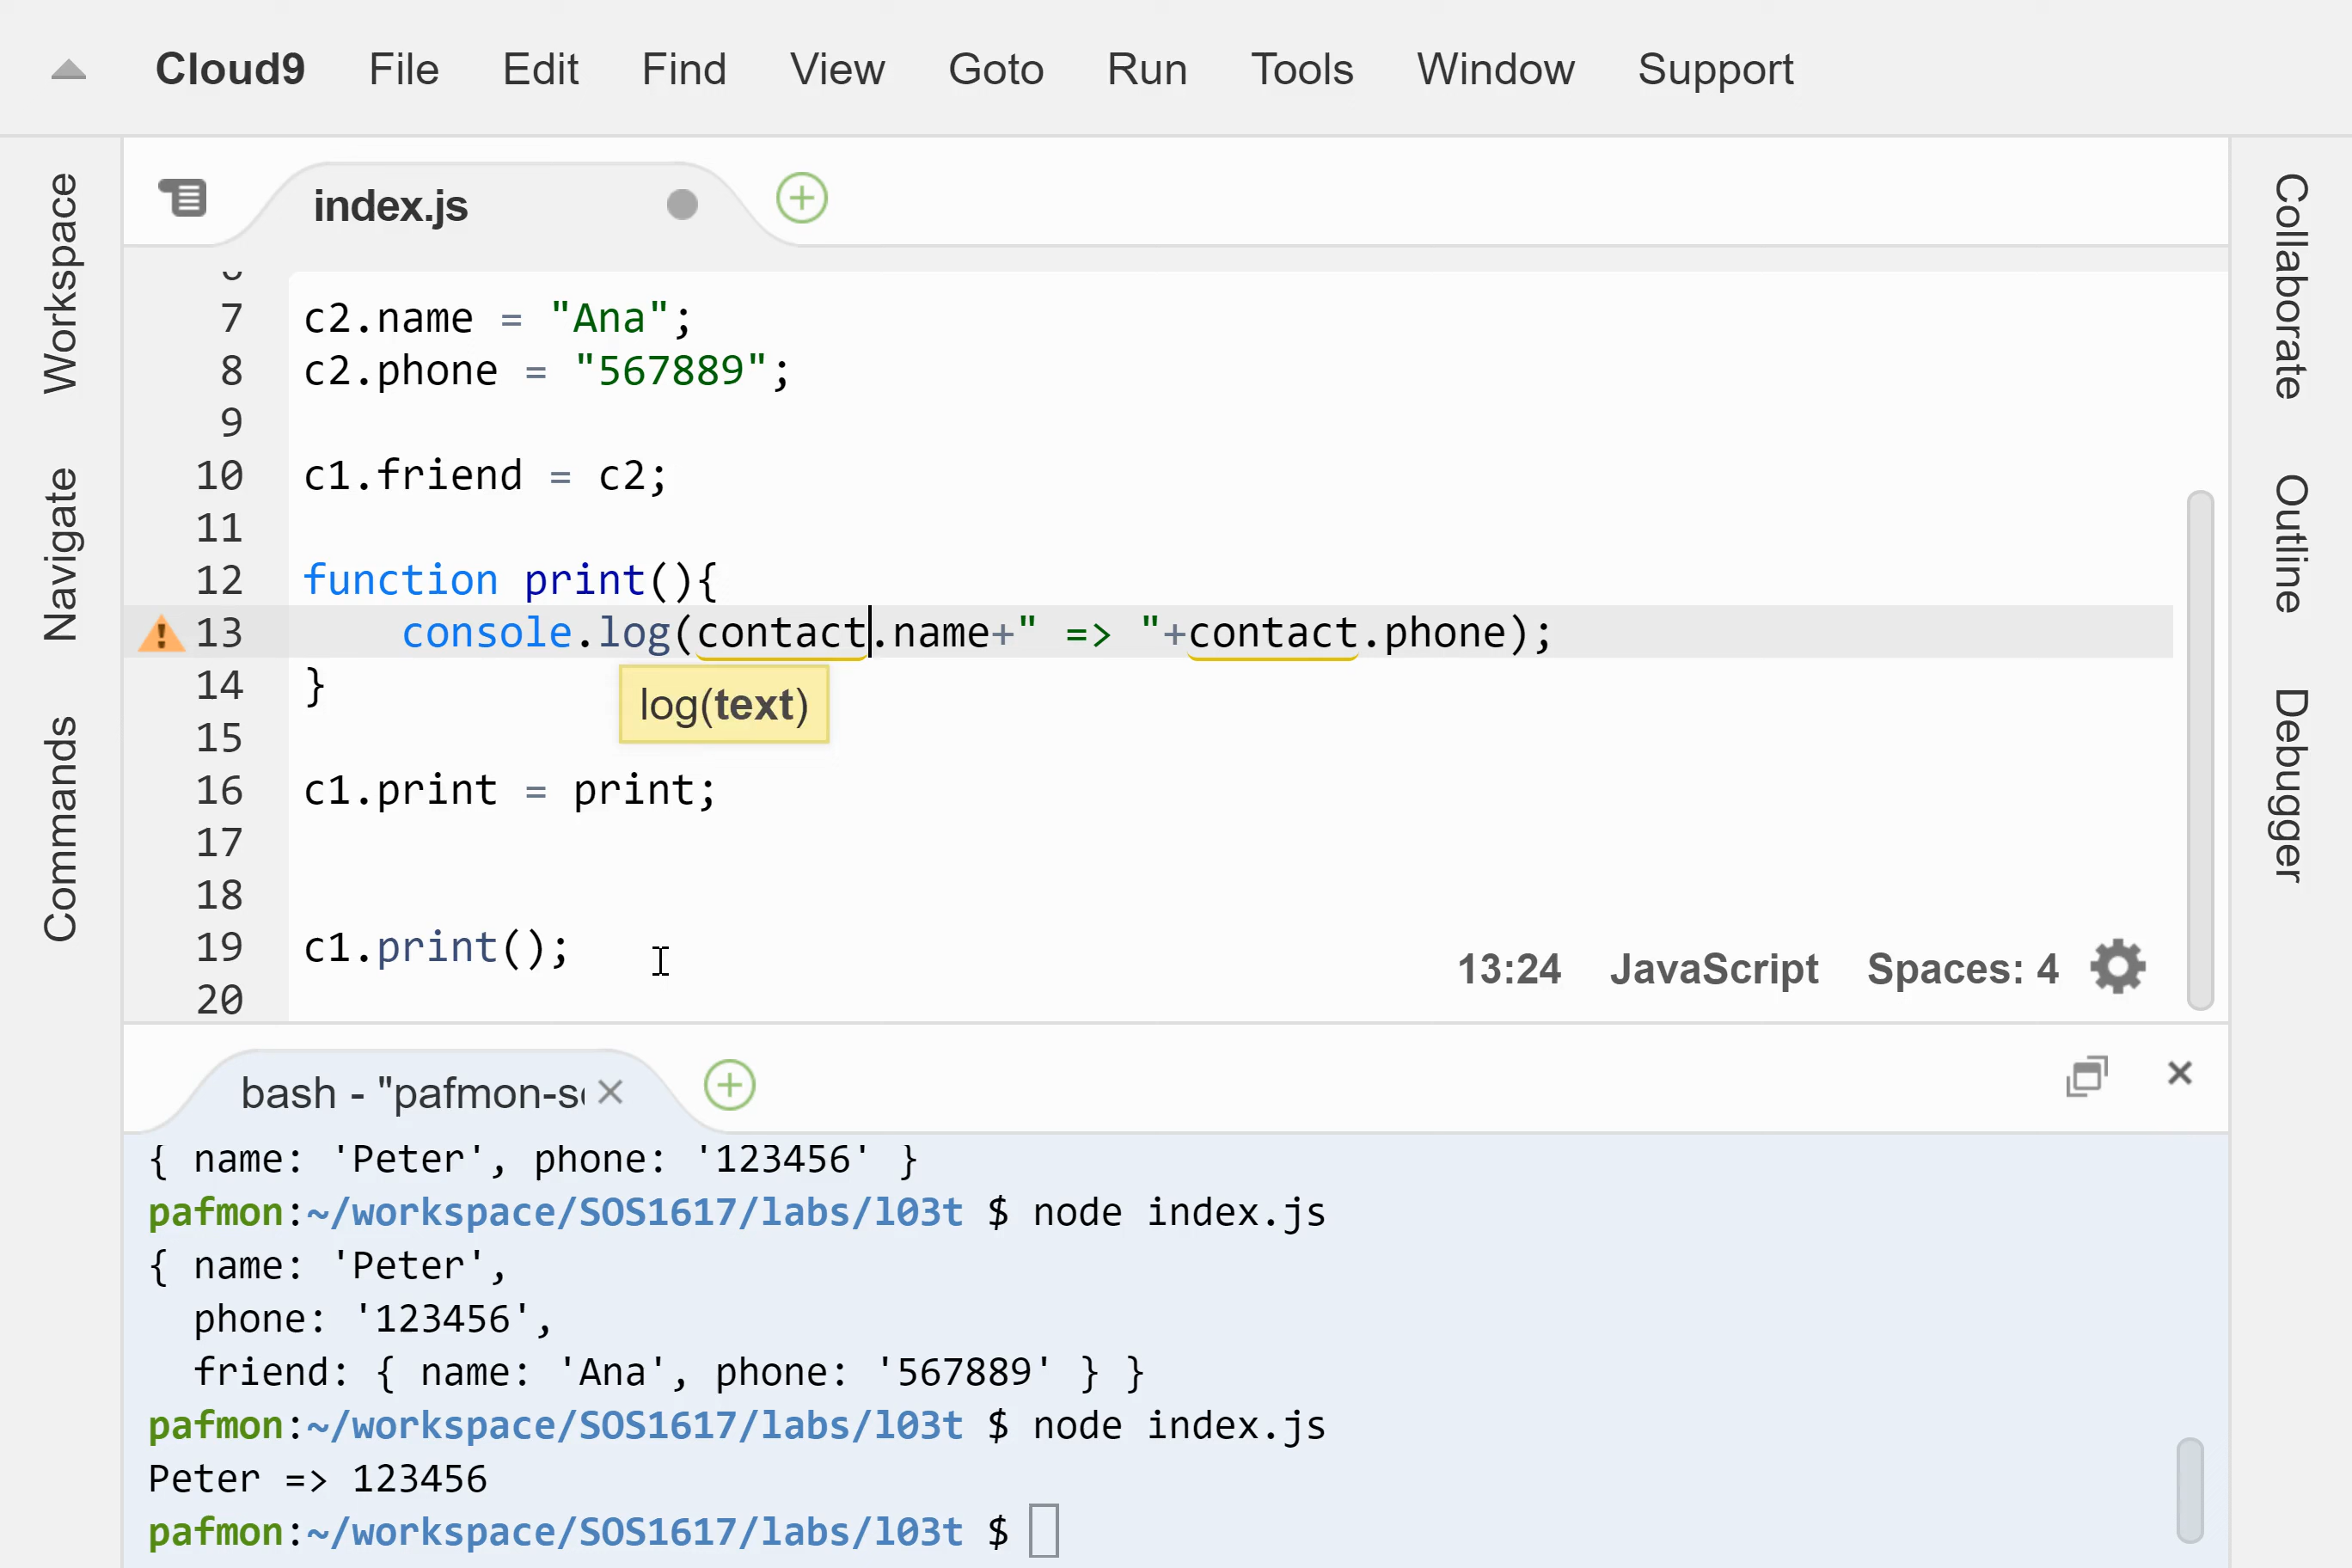 Cloud9 File Edit Find View Goto Run Tools Window Support
Workspace
Navigate
Commands
index.js
7 c2.name = "Ana";
8 c2.phone = "567889";
9
10 c1.friend = c2;
11
12 function print(){
13 console.log(contact.name+" => "+contact.phone);
14 }
log(text)
15
16 c1.print = print;
17
18
19 c1.print();
20
13:24 JavaScript Spaces: 4
Collaborate
Outline
Debugger
bash - "pafmon-s
{ name: 'Peter', phone: '123456' }
pafmon:~/workspace/SOS1617/labs/l03t $ node index.js
{ name: 'Peter',
phone: '123456',
friend: { name: 'Ana', phone: '567889' } }
pafmon:~/workspace/SOS1617/labs/l03t $ node index.js
Peter => 123456
pafmon:~/workspace/SOS1617/labs/l03t $